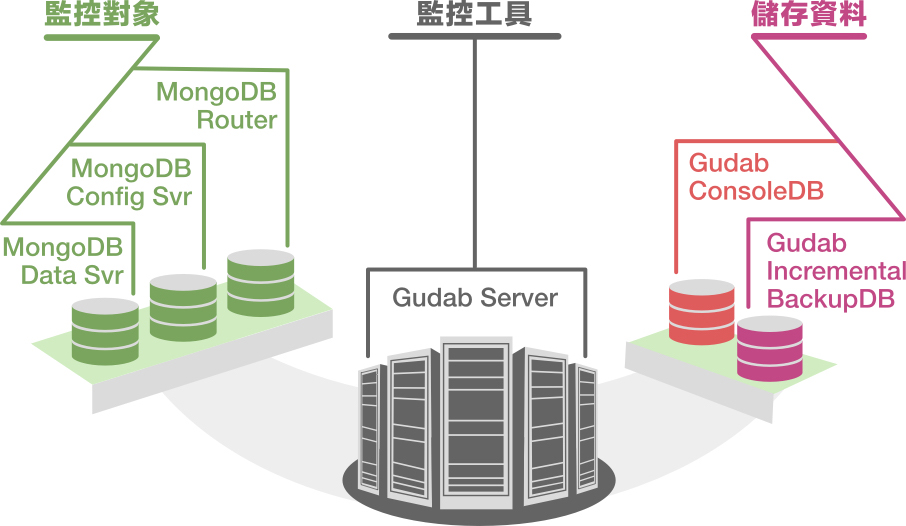 監控對象
MongoDB
Router
MongoDB
Config Svr
MongoDB
Data Svr
監控工具
Gudab Server
儲存資料
Gudab
ConsoleDB
Gudab
Incremental
BackupDB